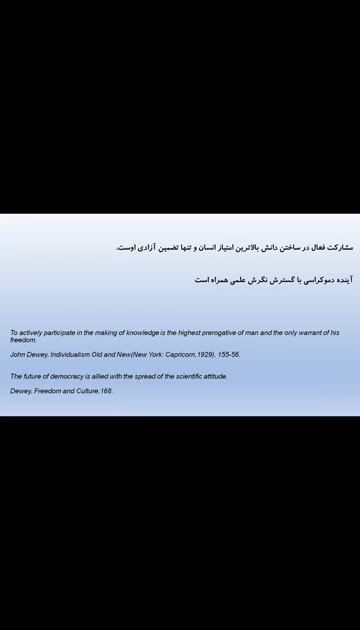 مشارکت فعال در ساختن دانش بالاترین امتیاز انسان و تنها تضمین آزادی اوست.
آینده دموکراسی با گسترش نگرش علمی همراه است
To actively participate in the making of knowledge is the highest prerogative of man and the only warrant of his
freedom.
John Dewey, Individualism Old and New(New York: Capricorn,1929). 155-56.
The future of democracy is allied with the spread of the scientific attitude.
Dewey, Freedom and Culture,168.